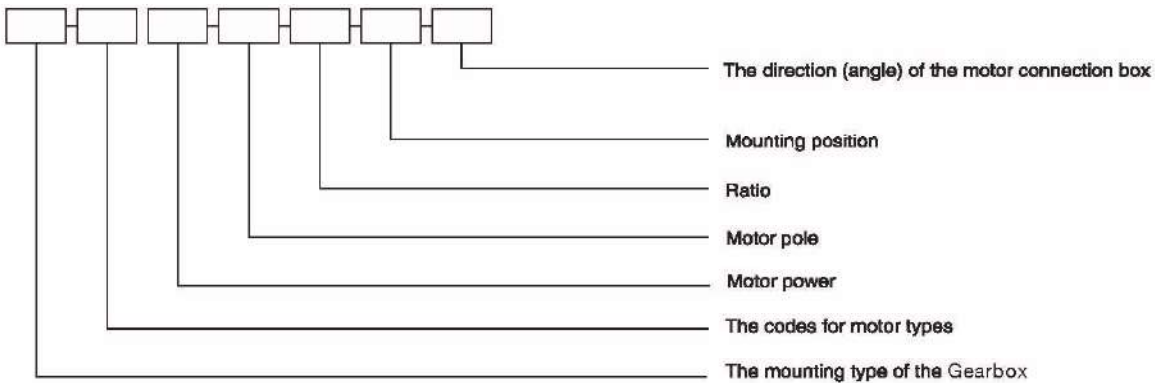 The direction (angle) of the motor connection box
Mounting position
Ratio
Motor pole
Motor power
The codes for motor types
The mounting type of the Gearbox